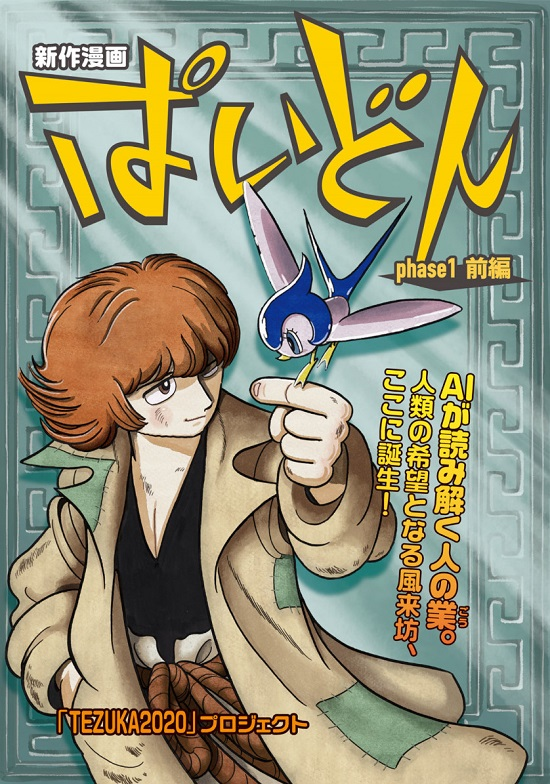 新作漫画
ぱいどん
phase1 前編
AIが読み解く人の業。
ごう
人類の希望となる風来坊、
ここに誕生！
「TEZUKA2020」プロジェクト